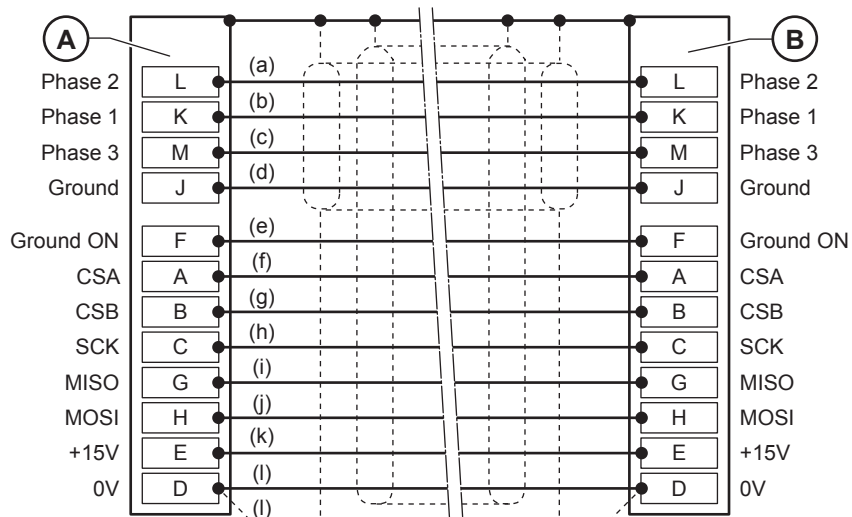 A B
Phase 2 L (a) L Phase 2
Phase 1 K (b) K Phase 1
Phase 3 M (c) M Phase 3
Ground J (d) J Ground
Ground ON F (e) F Ground ON
CSA A (f) A CSA
CSB B (g) B CSB
SCK C (h) C SCK
MISO G (i) G MISO
MOSI H (j) H MOSI
+15V E (k) E +15V
0V D (l) D 0V
(l)